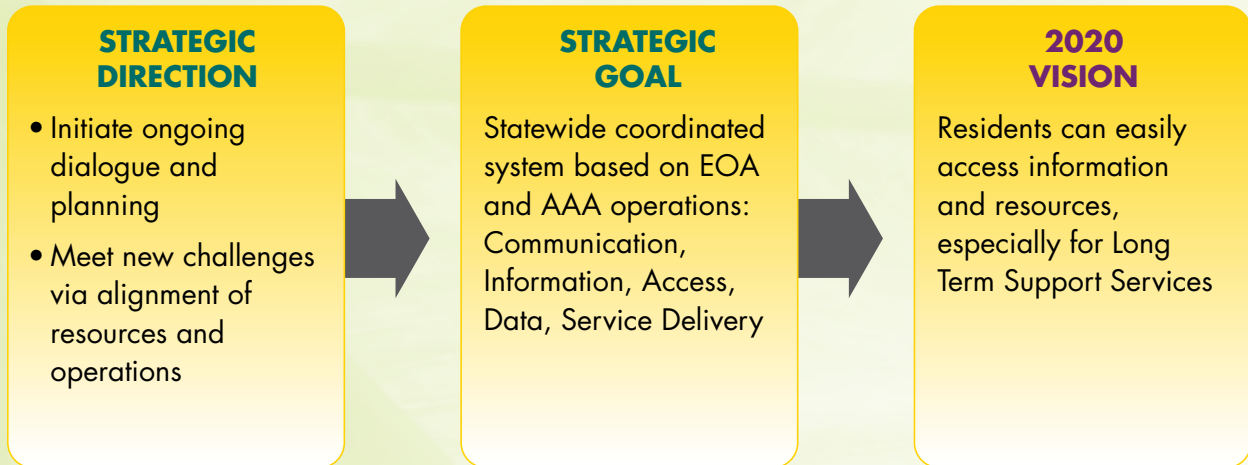 STRATEGIC
DIRECTION
• Initiate ongoing
dialogue and
planning
• Meet new challenges
via alignment of
resources and
operations
STRATEGIC
GOAL
Statewide coordinated
system based on EOA
and AAA operations:
Communication,
Information, Access,
Data, Service Delivery
2020
VISION
Residents can easily
access information
and resources,
especially for Long
Term Support Services